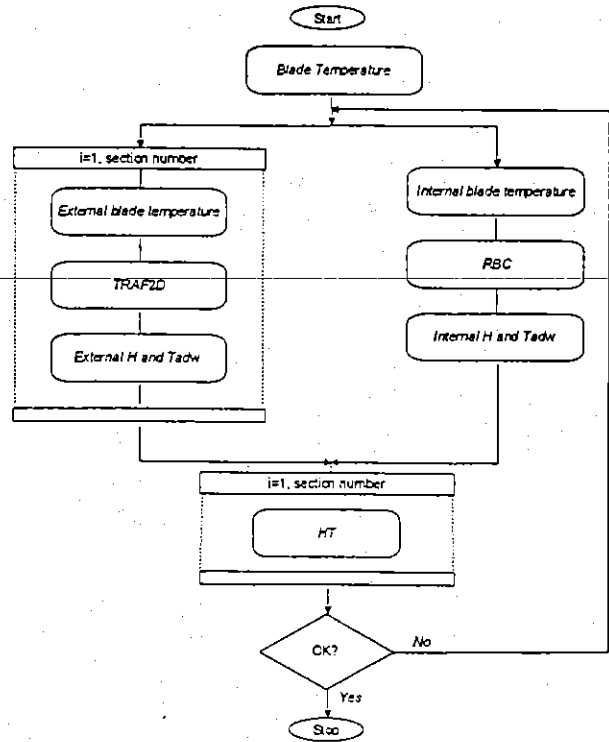 Start
Blade Temperature
i=1, section number
External blade temperature
TRAF2D
External H and Tadw
Internal blade temperature
RBC
Internal H and Tadw
i=1, section number
HT
OK?
No
Yes
Stop